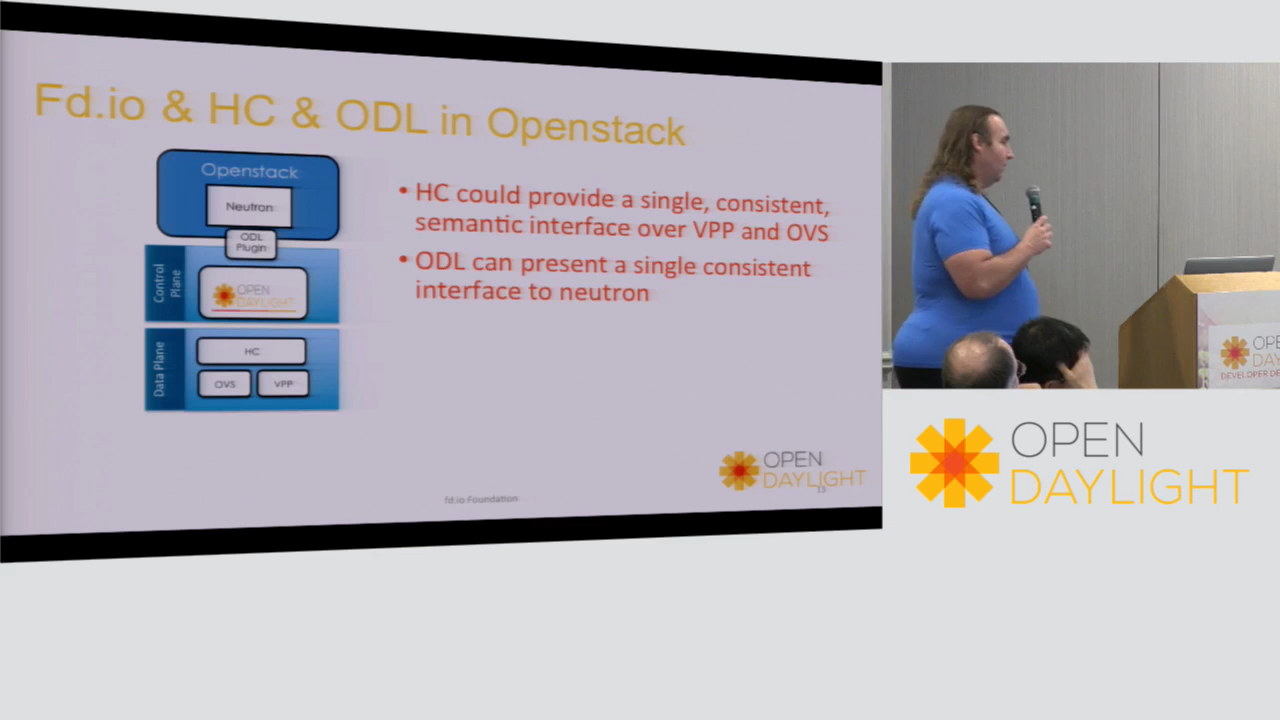 Fd.io & HC & ODL in Openstack
Openstack
Neutron
ODL
Plugin
Control
Plane
OPEN
DAYLIGHT
Data Plane
HC
OVS
VPP
• HC could provide a single, consistent,
semantic interface over VPP and OVS
• ODL can present a single consistent
interface to neutron
fd.io Foundation
OPEN
DAYLIGHT
13
OPEN
DAYLIGHT